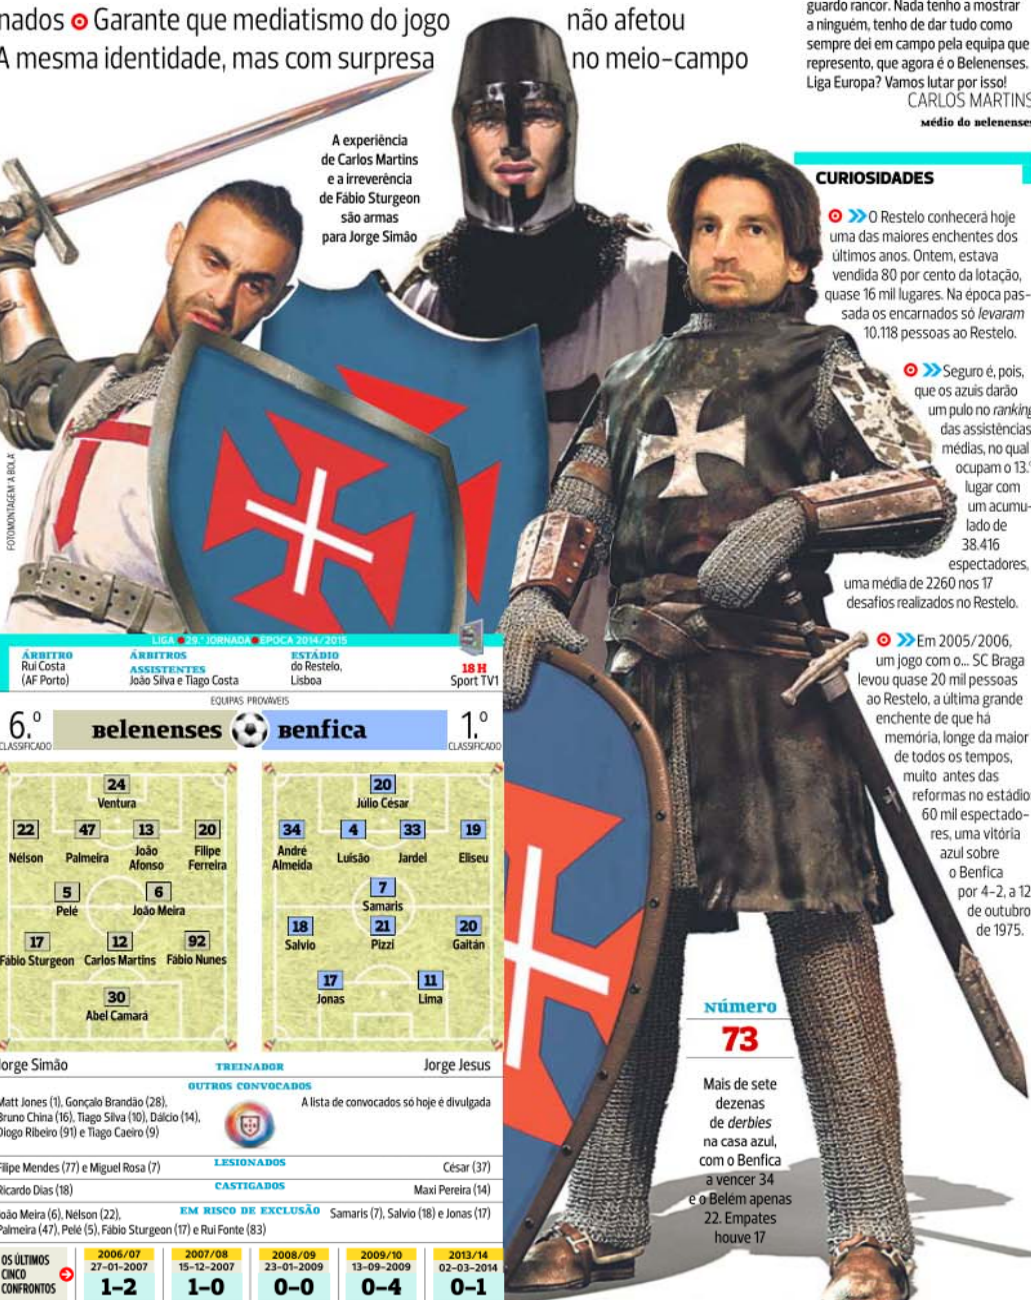 nados Garante que mediatismo do jogo não afetou
A mesma identidade, mas com surpresa no meio-campo
guardo rancor. Nada tenho a mostrar
a ninguém, tenho de dar tudo como
sempre dei em campo pela equipa que
represento, que agora é o Belenenses.
Liga Europa? Vamos lutar por isso!
CARLOS MARTINS
Médio do Belenenses
A experiência
de Carlos Martins
e a irreverência
de Fábio Sturgeon
são armas
para Jorge Simão
FOTOMONTAGEM 'A BOLA'
CURIOSIDADES
O Restelo conhecerá hoje
uma das maiores enchentes dos
últimos anos. Ontem, estava
vendida 80 por cento da lotação,
quase 16 mil lugares. Na época pas-
sada os encarnados só levaram
10.118 pessoas ao Restelo.
Seguro é, pois,
que os azuis darão
um pulo no ranking
das assistências
médias, no qual
ocupam o 13.º
lugar com
um acumu-
lado de
38.416
espectadores,
uma média de 2260 nos 17
desafios realizados no Restelo.
Em 2005/2006,
um jogo com o... SC Braga
levou quase 20 mil pessoas
ao Restelo, a última grande
enchente de que há
memória, longe da maior
de todos os tempos,
muito antes das
reformas no estádio:
60 mil espectado-
res, uma vitória
azul sobre
o Benfica
por 4-2, a 12
de outubro
de 1975.
LIGA 29.ª JORNADA EPOCA 2014/2015
ÁRBITRO
Rui Costa
(AF Porto)
ÁRBITROS
ASSISTENTES
João Silva e Tiago Costa
ESTÁDIO
do Restelo,
Lisboa
18 H
Sport TV1
EQUIPAS PROVÁVEIS
6.º
CLASSIFICADO
Belenenses
Benfica
1.º
CLASSIFICADO
24
Ventura
22 47 13 20
Nélson Palmeira João Afonso Filipe Ferreira
5 6
Pelé João Meira
17 12 92
Fábio Sturgeon Carlos Martins Fábio Nunes
30
Abel Camará
20
Júlio César
34 4 33 19
André Almeida Luisão Jardel Eliseu
7
Samaris
18 21 20
Salvio Pizzi Gaitán
17 11
Jonas Lima
Jorge Simão TREINADOR Jorge Jesus
OUTROS CONVOCADOS
Matt Jones (1), Gonçalo Brandão (28),
Bruno China (16), Tiago Silva (10), Dálcio (14),
Diogo Ribeiro (91) e Tiago Caeiro (9)
A lista de convocados só hoje é divulgada
Filipe Mendes (77) e Miguel Rosa (7) LESIONADOS César (37)
Ricardo Dias (18) CASTIGADOS Maxi Pereira (14)
João Meira (6), Nélson (22), EM RISCO DE EXCLUSÃO Samaris (7), Salvio (18) e Jonas (17)
Palmeira (47), Pelé (5), Fábio Sturgeon (17) e Rui Fonte (83)
OS ÚLTIMOS
CINCO
CONFRONTOS
2006/07 2007/08 2008/09 2009/10 2013/14
27-01-2007 15-12-2007 23-01-2009 13-09-2009 02-03-2014
1-2 1-0 0-0 0-4 0-1
Número
73
Mais de sete
dezenas
de derbies
na casa azul,
com o Benfica
a vencer 34
e o Belém apenas
22. Empates
houve 17